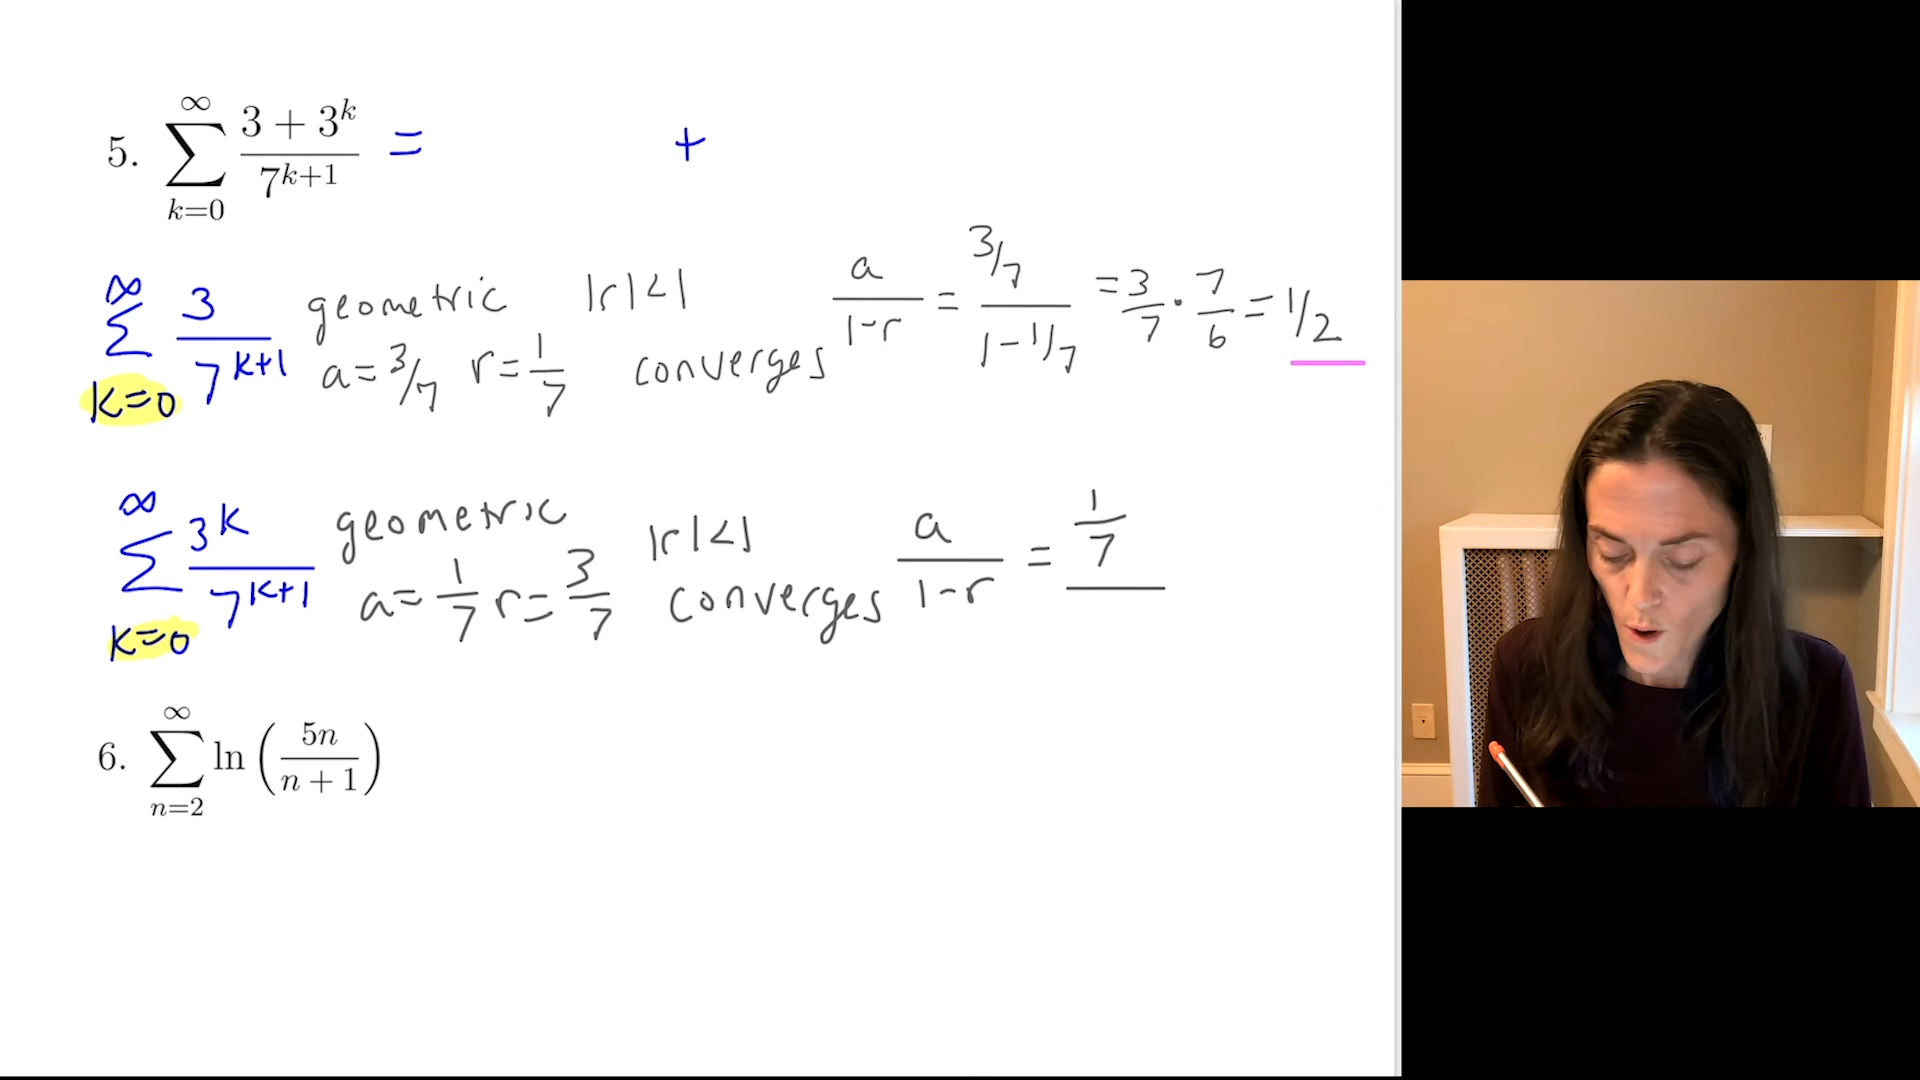 5. ∑_{k=0}^{∞} (3 + 3^k)/(7^{k+1}) = +
∑_{k=0}^{∞} 3/(7^{k+1}) geometric |r|<1 a/(1-r) = (3/7)/(1-1/7) = 3/7 · 7/6 = 1/2
a=3/7 r=1/7 converges
∑_{k=0}^{∞} 3^k/(7^{k+1}) geometric |r|<1 a/(1-r) = (1/7)/
a=1/7 r=3/7 converges
6. ∑_{n=2}^{∞} ln(5n/(n+1))